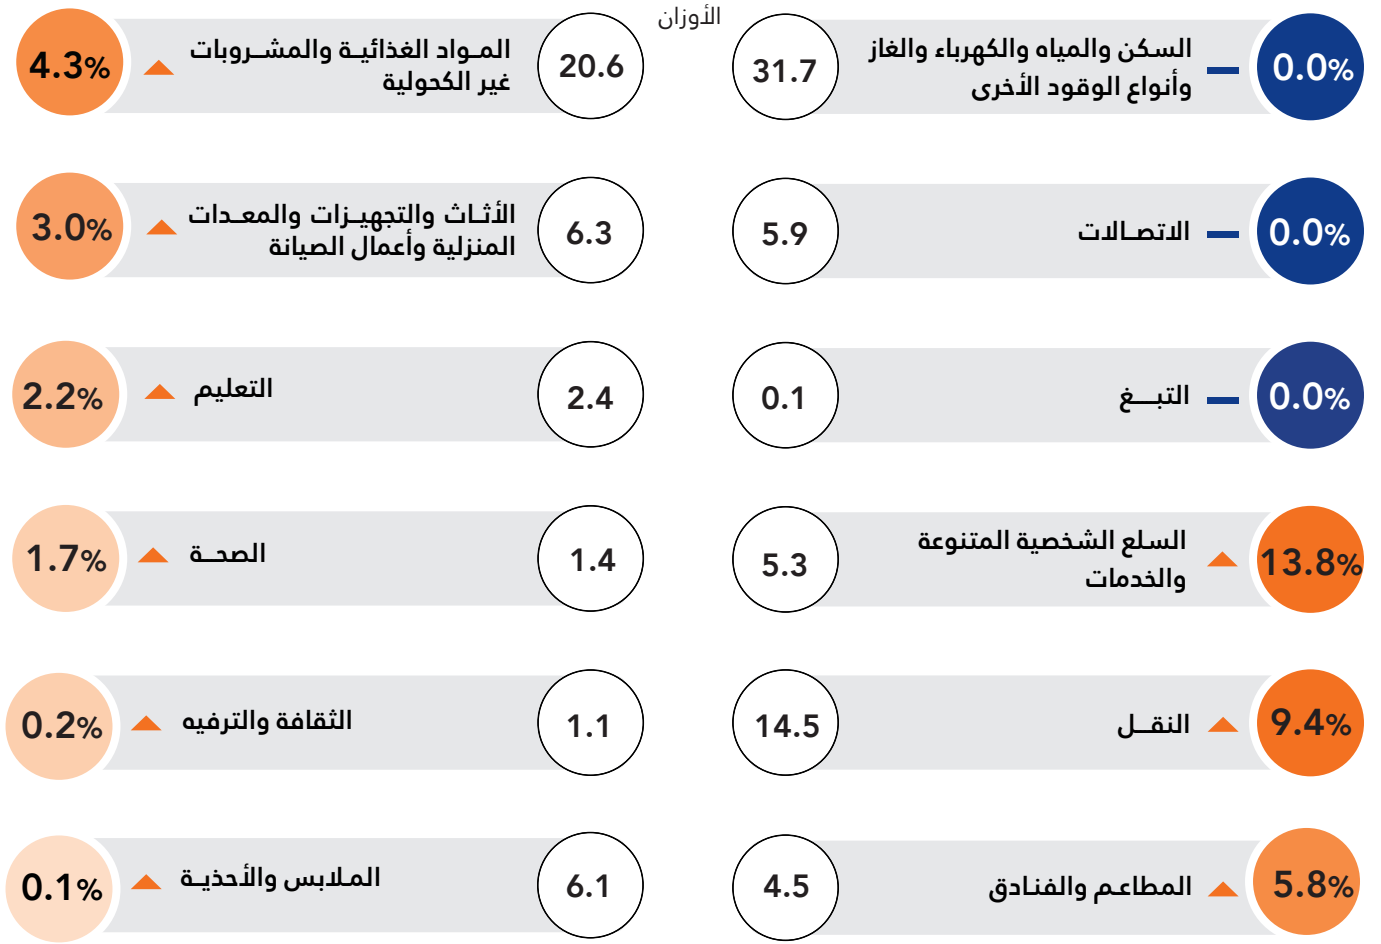 الأوزان
0.0%
السكن والمياه والكهرباء والغاز
وأنواع الوقود الأخرى
31.7
0.0%
الاتصـالات
5.9
0.0%
التبــــغ
0.1
13.8%
السلع الشخصية المتنوعة
والخدمات
5.3
9.4%
النقــل
14.5
5.8%
المطاعم والفنادق
4.5
20.6
المـواد الغذائيـة والمشــروبات
غير الكحولية
4.3%
6.3
الأثـاث والتجهيـزات والمعـدات
المنزلية وأعمال الصيانة
3.0%
2.4
التعليم
2.2%
1.4
الصحــة
1.7%
1.1
الثقافة والترفيه
0.2%
6.1
الملابس والأحذيـة
0.1%